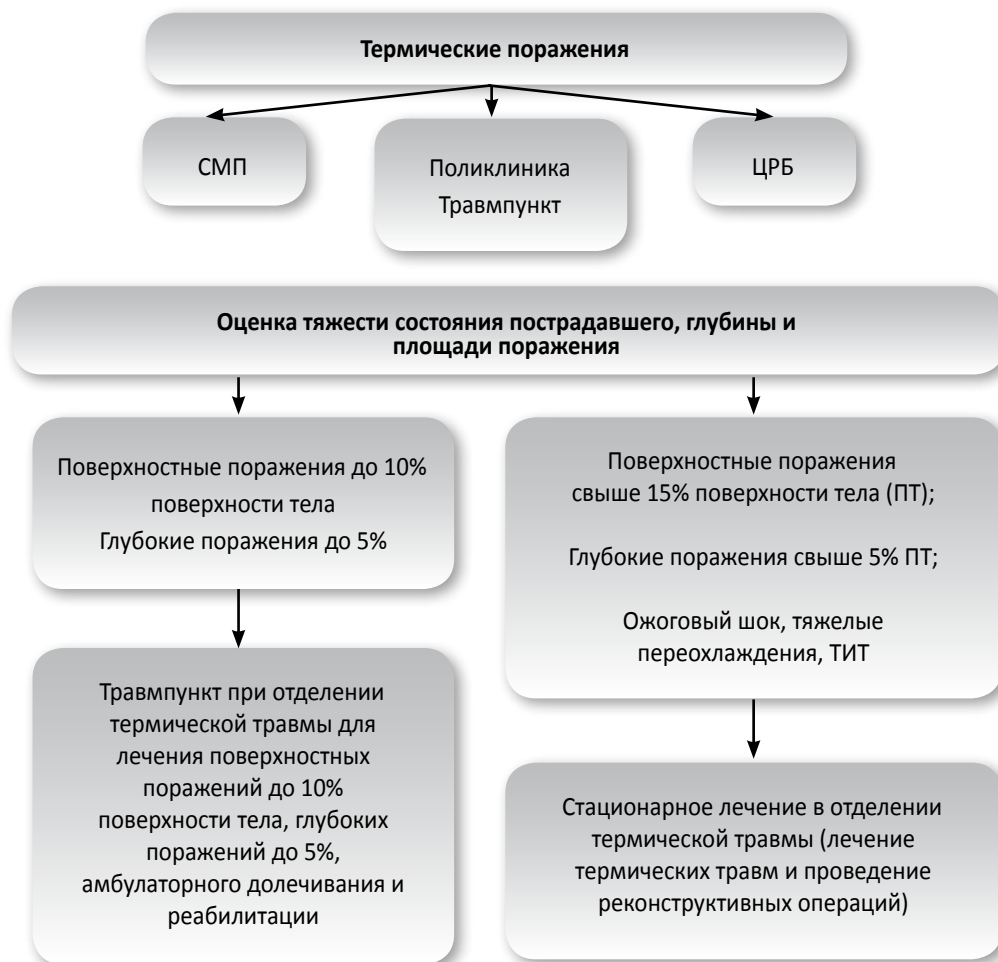 Термические поражения
СМП
Поликлиника
Травмпункт
ЦРБ
Оценка тяжести состояния пострадавшего, глубины и
площади поражения
Поверхностные поражения до 10%
поверхности тела
Глубокие поражения до 5%
Поверхностные поражения
свыше 15% поверхности тела (ПТ);
Глубокие поражения свыше 5% ПТ;
Ожоговый шок, тяжелые
переохлаждения, ТИТ
Травмпункт при отделении
термической травмы для
лечения поверхностных
поражений до 10%
поверхности тела, глубоких
поражений до 5%,
амбулаторного долечивания и
реабилитации
Стационарное лечение в отделении
термической травмы (лечение
термических травм и проведение
реконструктивных операций)